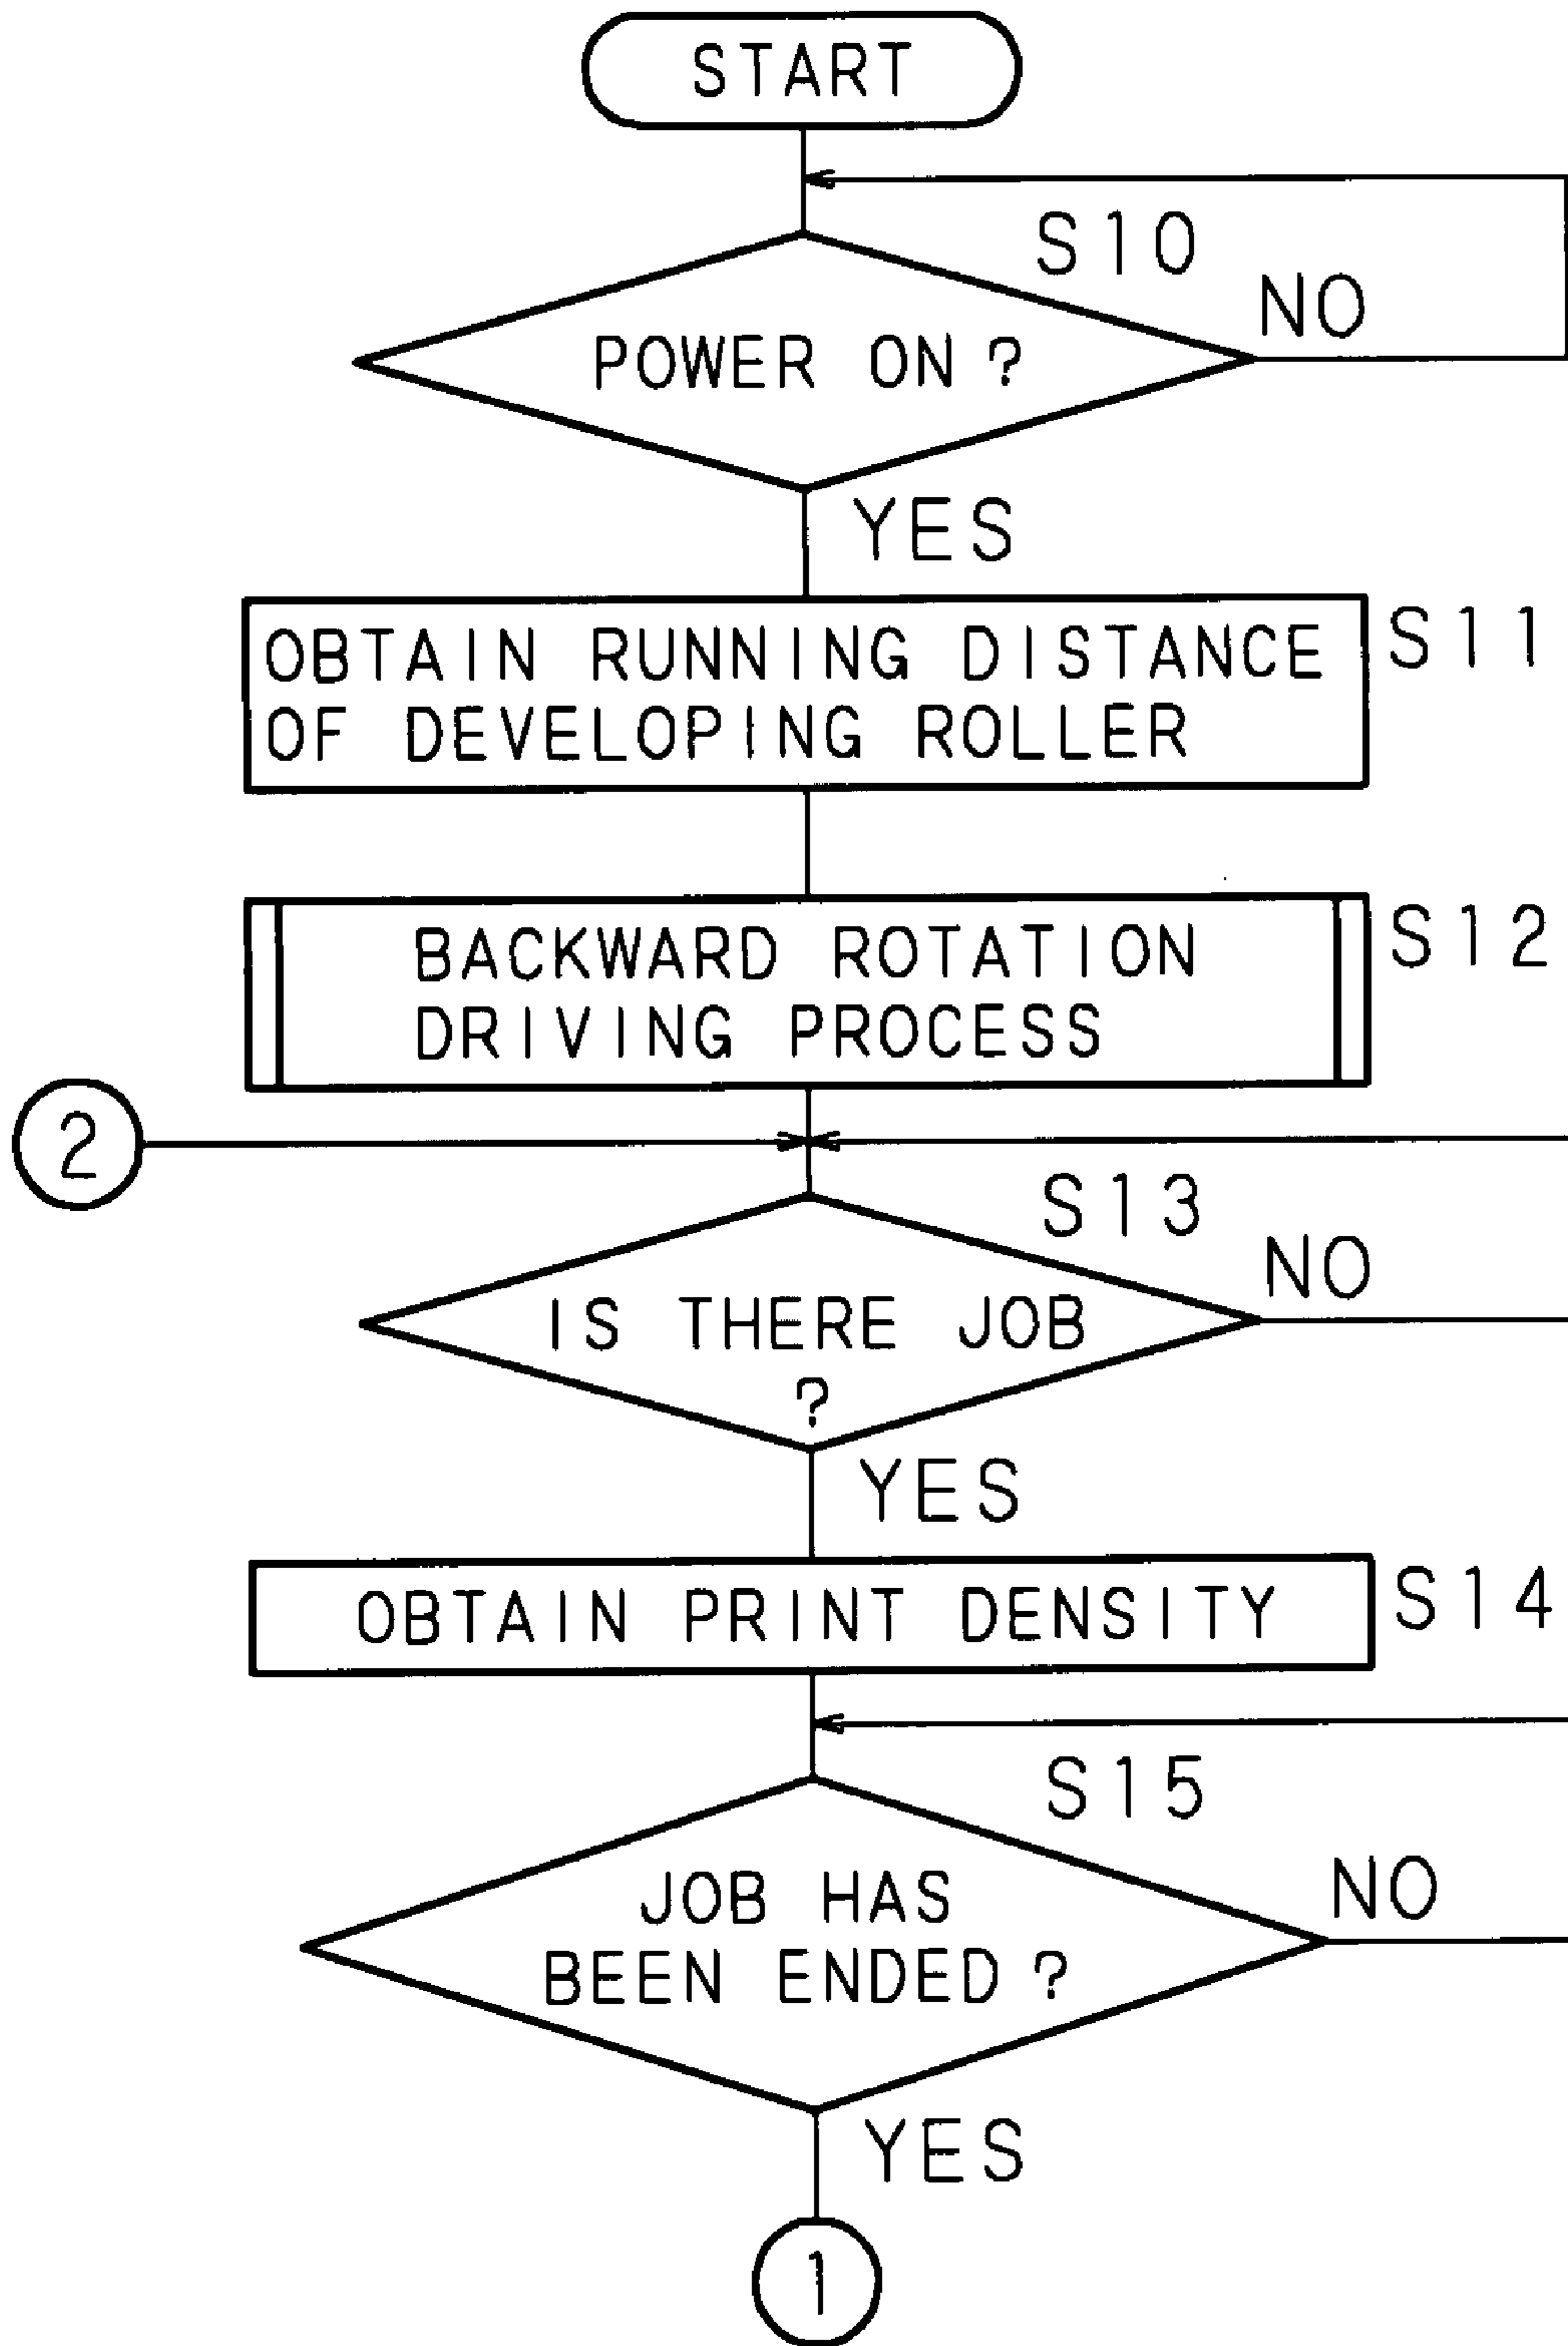 START
S10
NO
POWER ON ?
YES
OBTAIN RUNNING DISTANCE
OF DEVELOPING ROLLER
S11
BACKWARD ROTATION
DRIVING PROCESS
S12
2
S13
NO
IS THERE JOB
?
YES
OBTAIN PRINT DENSITY
S14
S15
NO
JOB HAS
BEEN ENDED ?
YES
1